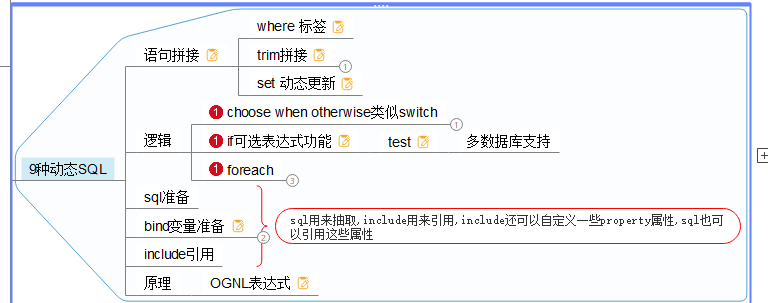 9种动态SQL
语句拼接
where 标签
trim拼接
1
set 动态更新
逻辑
1 choose when otherwise类似switch
1
1 if可选表达式功能
test
多数据库支持
1 foreach
3
sql准备
bind变量准备
include引用
2
sql用来抽取,include用来引用,include还可以自定义一些property属性,sql也可
以引用这些属性
原理
OGNL表达式